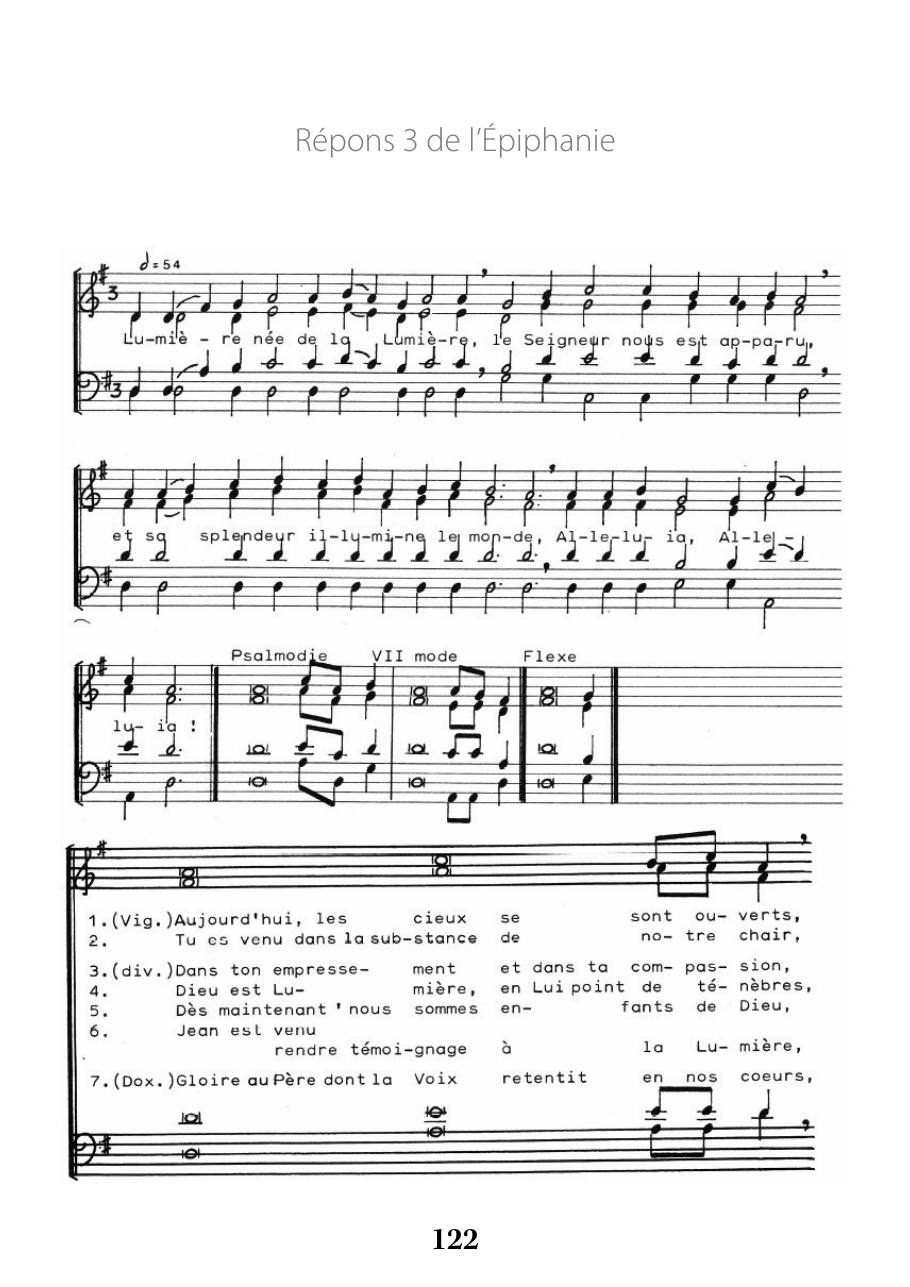 Répons 3 de l’Épiphanie
𝅗𝅥 = 54
3
Lu-miè - re née de la Lumiè-re, le Seigneur nous est ap-pa-ru,
3
et sa splendeur il-lu-mi-ne le mon-de, Al-le-lu- ia, Al-le -
Psalmodie VII mode Flexe
lu- ia !
1.(Vig.)Aujourd'hui, les cieux se sont ou- verts,
2. Tu es venu dans la sub-stance de no- tre chair,
3.(div.)Dans ton empresse- ment et dans ta com- pas- sion,
4. Dieu est Lu- mière, en Lui point de té- nèbres,
5. Dès maintenant ' nous sommes en- fants de Dieu,
6. Jean est venu
rendre témoi-gnage à la Lu- mière,
7.(Dox.)Gloire au Père dont la Voix retentit en nos coeurs,
122